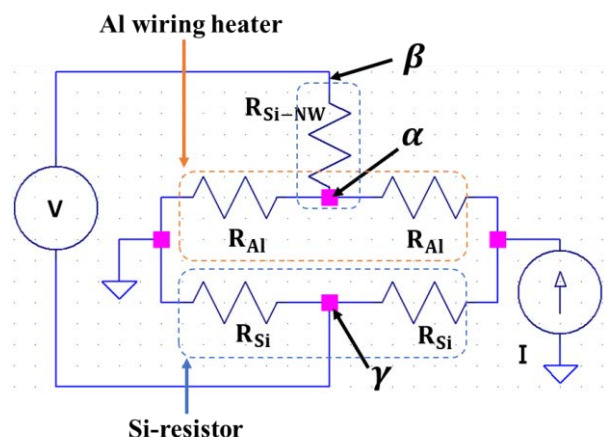 Al wiring heater
β
R_Si−NW
α
V
R_Al
R_Al
R_Si
R_Si
γ
I
Si-resistor